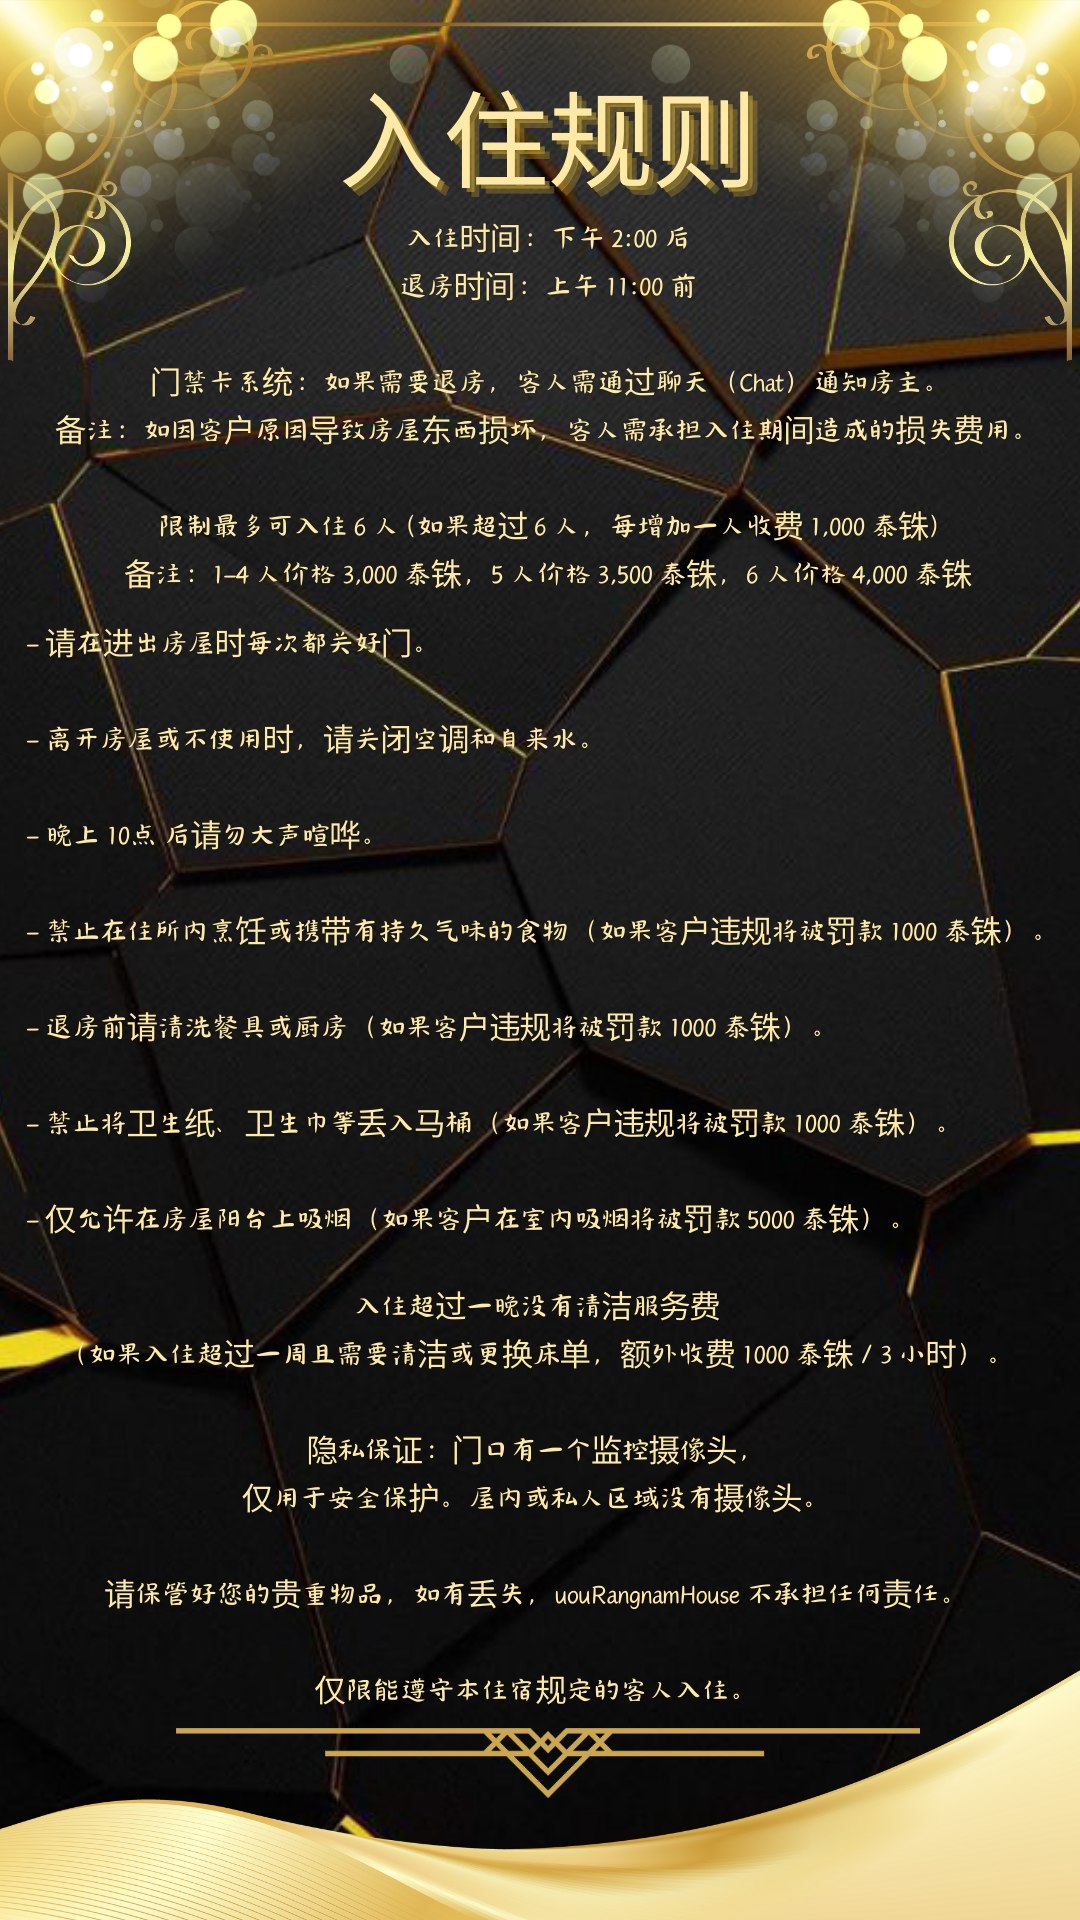 入住规则
入住时间：下午 2:00 后
退房时间：上午 11:00 前
门禁卡系统：如果需要退房，客人需通过聊天（Chat）通知房主。
备注：如因客户原因导致房屋东西损坏，客人需承担入住期间造成的损失费用。
限制最多可入住 6 人 (如果超过 6 人，每增加一人收费 1,000 泰铢)
备注：1-4 人价格 3,000 泰铢，5 人价格 3,500 泰铢，6 人价格 4,000 泰铢
- 请在进出房屋时每次都关好门。
- 离开房屋或不使用时，请关闭空调和自来水。
- 晚上 10点 后请勿大声喧哗。
- 禁止在住所内烹饪或携带有持久气味的食物（如果客户违规将被罚款 1000 泰铢）。
- 退房前请清洗餐具或厨房（如果客户违规将被罚款 1000 泰铢）。
- 禁止将卫生纸、卫生巾等丢入马桶（如果客户违规将被罚款 1000 泰铢）。
- 仅允许在房屋阳台上吸烟（如果客户在室内吸烟将被罚款 5000 泰铢）。
入住超过一晚没有清洁服务费
（如果入住超过一周且需要清洁或更换床单，额外收费 1000 泰铢 / 3 小时）。
隐私保证：门口有一个监控摄像头，
仅用于安全保护。屋内或私人区域没有摄像头。
请保管好您的贵重物品，如有丢失，uouRangnamHouse 不承担任何责任。
仅限能遵守本住宿规定的客人入住。